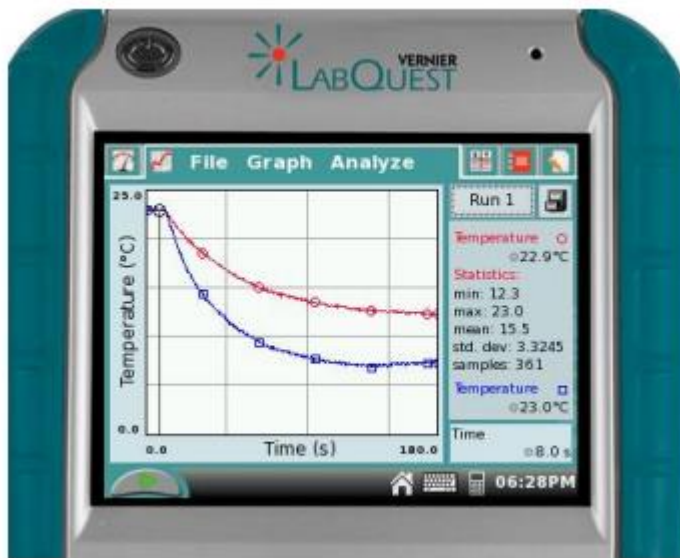 VERNIER
LABQUEST
File Graph Analyze
25.0
Temperature (°C)
0.0
0.0
Time (s)
180.0
Run 1
Temperature
22.9°C
Statistics:
min: 12.3
max: 23.0
mean: 15.5
std. dev: 3.3245
samples: 361
Temperature
23.0°C
Time
8.0 s
06:28PM